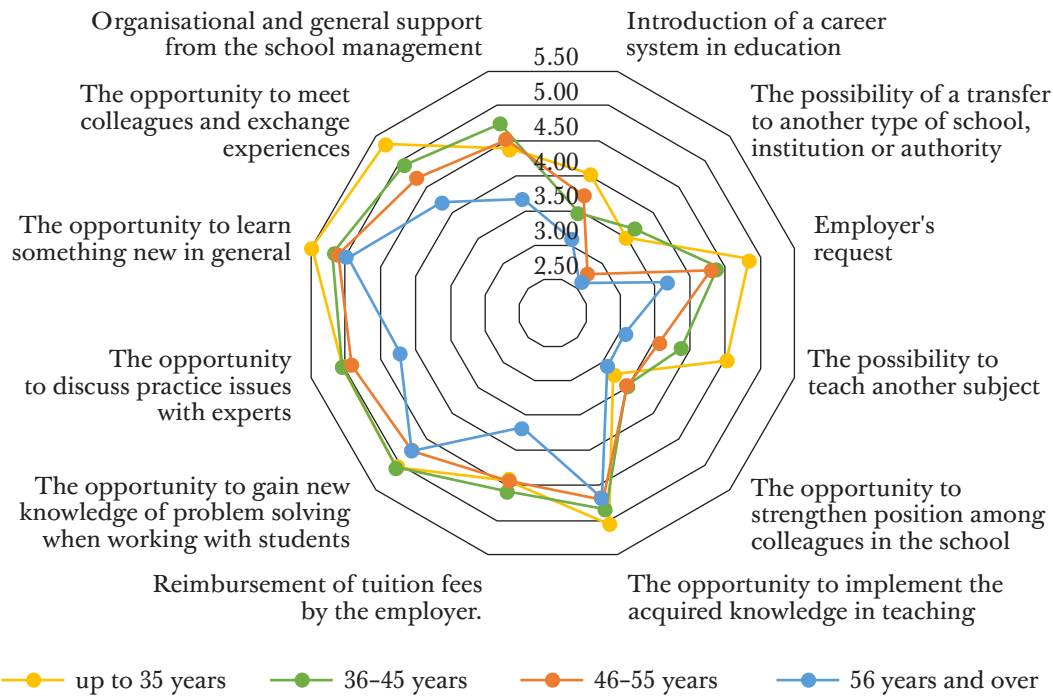 Organisational and general support
from the school management
Introduction of a career
system in education
The possibility of a transfer
to another type of school,
institution or authority
Employer's
request
The possibility to
teach another subject
The opportunity to
strengthen position among
colleagues in the school
The opportunity to implement the
acquired knowledge in teaching
Reimbursement of tuition fees
by the employer.
The opportunity to gain new
knowledge of problem solving
when working with students
The opportunity
to discuss practice issues
with experts
The opportunity to learn
something new in general
The opportunity to meet
colleagues and exchange
experiences
5.50
5.00
4.50
4.00
3.50
3.00
2.50
up to 35 years
36–45 years
46–55 years
56 years and over